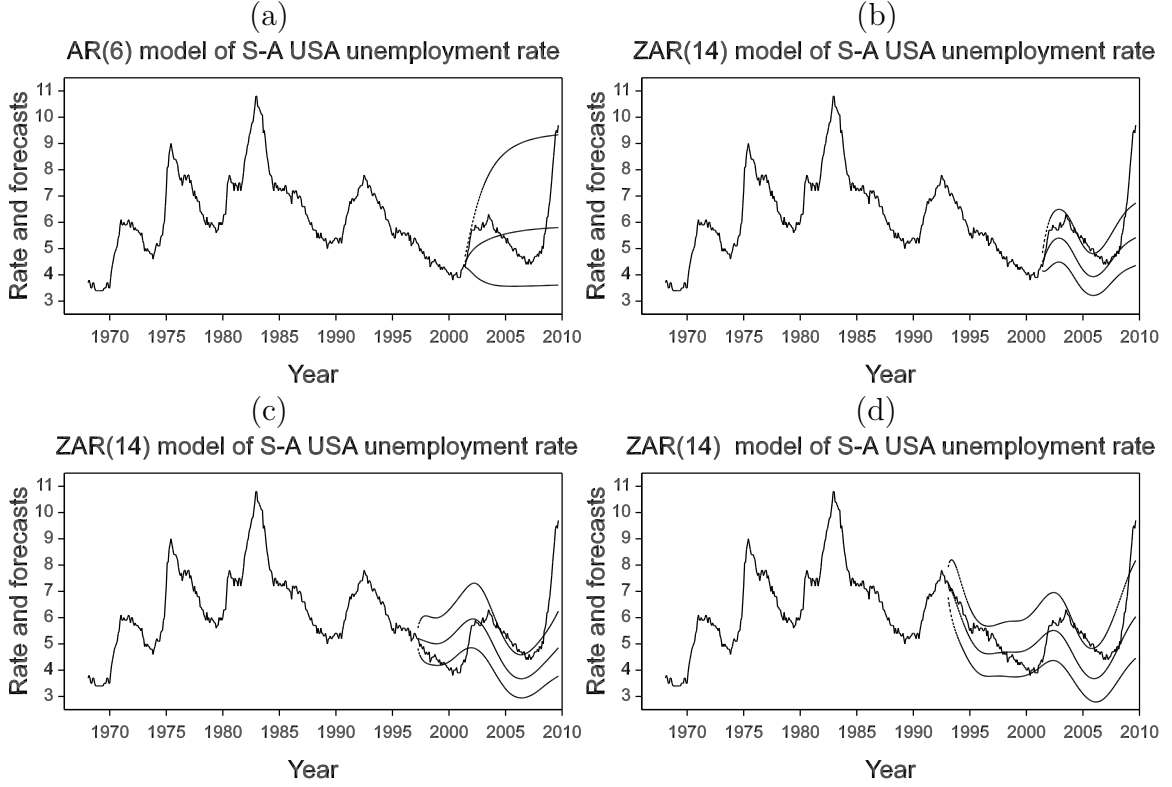 (a)
AR(6) model of S-A USA unemployment rate
Rate and forecasts
11
10
9
8
7
6
5
4
3
1970 1975 1980 1985 1990 1995 2000 2005 2010
Year
(b)
ZAR(14) model of S-A USA unemployment rate
Rate and forecasts
11
10
9
8
7
6
5
4
3
1970 1975 1980 1985 1990 1995 2000 2005 2010
Year
(c)
ZAR(14) model of S-A USA unemployment rate
Rate and forecasts
11
10
9
8
7
6
5
4
3
1970 1975 1980 1985 1990 1995 2000 2005 2010
Year
(d)
ZAR(14) model of S-A USA unemployment rate
Rate and forecasts
11
10
9
8
7
6
5
4
3
1970 1975 1980 1985 1990 1995 2000 2005 2010
Year